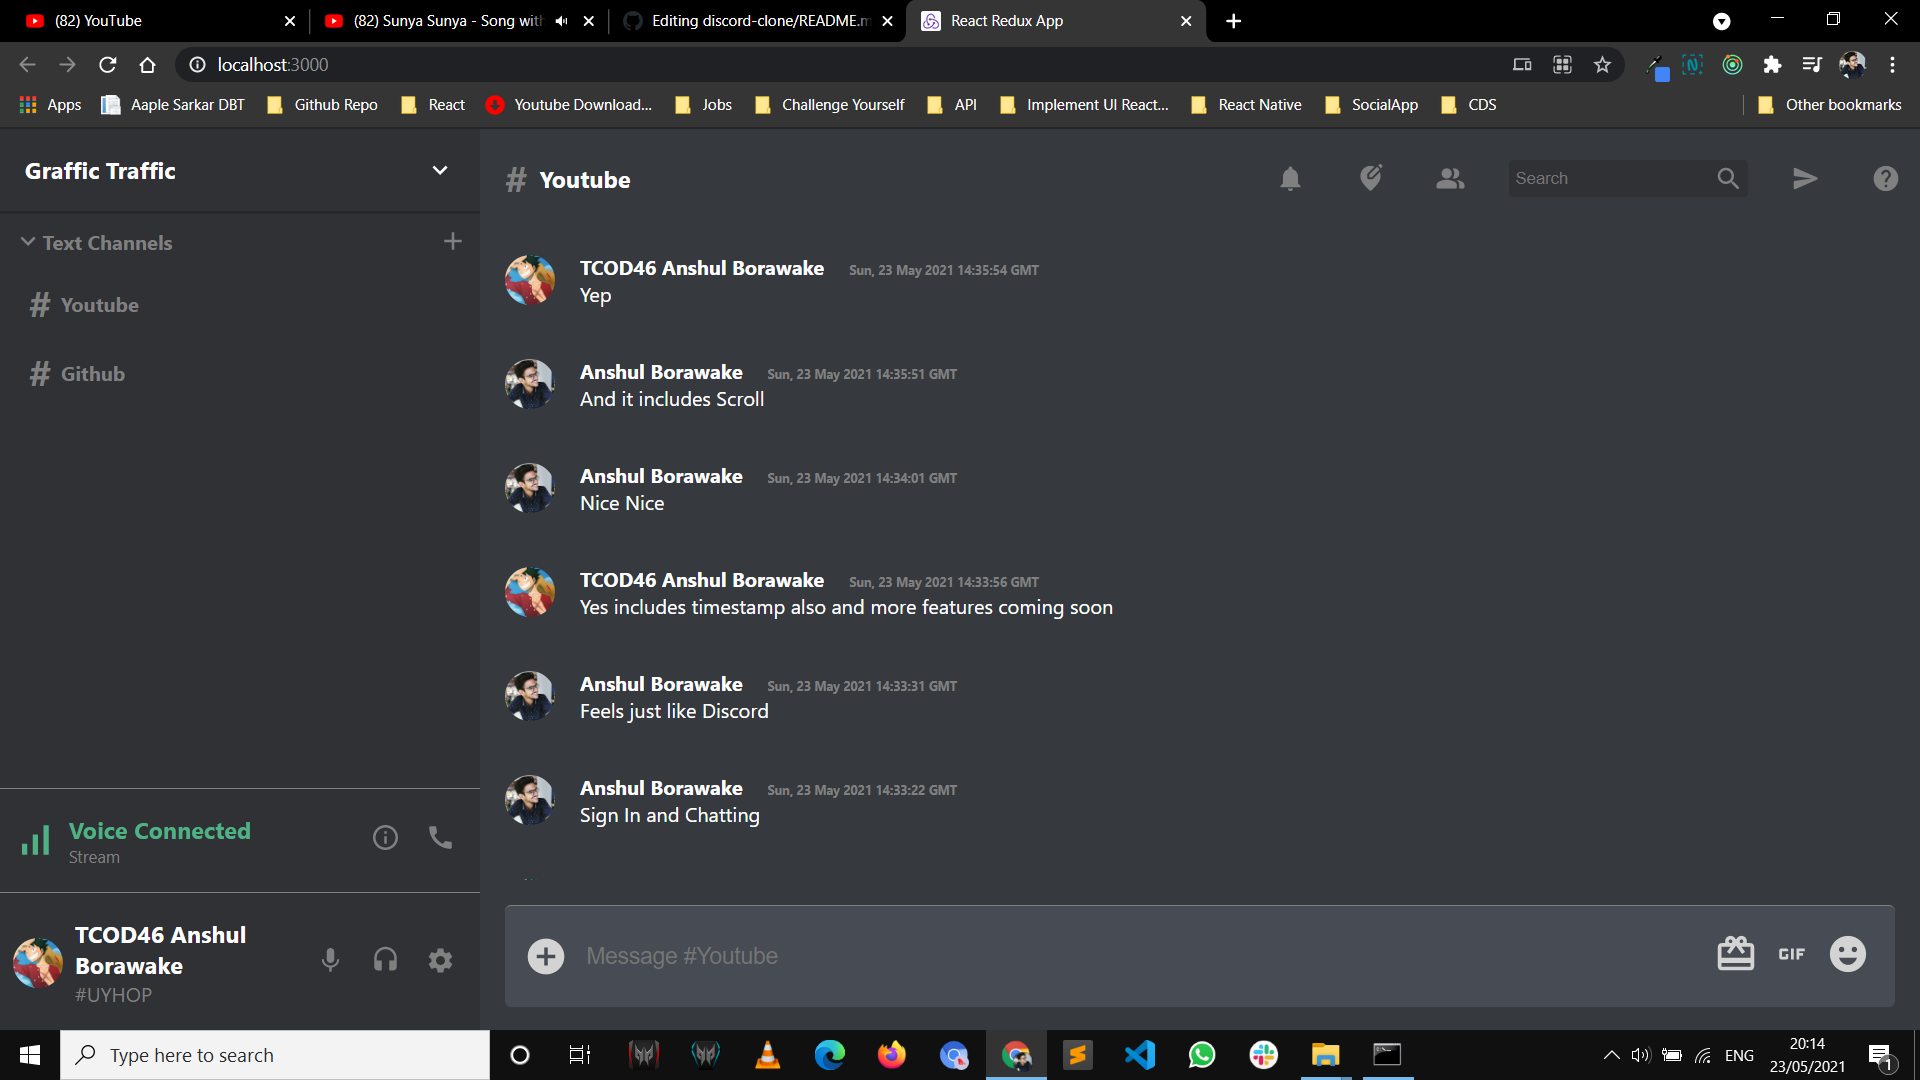 (82) YouTube
(82) Sunya Sunya - Song with
Editing discord-clone/README.m
React Redux App
localhost:3000
Apps
Aaple Sarkar DBT
Github Repo
React
Youtube Download...
Jobs
Challenge Yourself
API
Implement UI React...
React Native
SocialApp
CDS
Other bookmarks
Graffic Traffic
Text Channels
# Youtube
# Github
Voice Connected
Stream
TCOD46 Anshul
Borawake
#UYHOP
# Youtube
Search
TCOD46 Anshul Borawake Sun, 23 May 2021 14:35:54 GMT
Yep
Anshul Borawake Sun, 23 May 2021 14:35:51 GMT
And it includes Scroll
Anshul Borawake Sun, 23 May 2021 14:34:01 GMT
Nice Nice
TCOD46 Anshul Borawake Sun, 23 May 2021 14:33:56 GMT
Yes includes timestamp also and more features coming soon
Anshul Borawake Sun, 23 May 2021 14:33:31 GMT
Feels just like Discord
Anshul Borawake Sun, 23 May 2021 14:33:22 GMT
Sign In and Chatting
Message #Youtube
GIF
Type here to search
ENG
20:14
23/05/2021
1